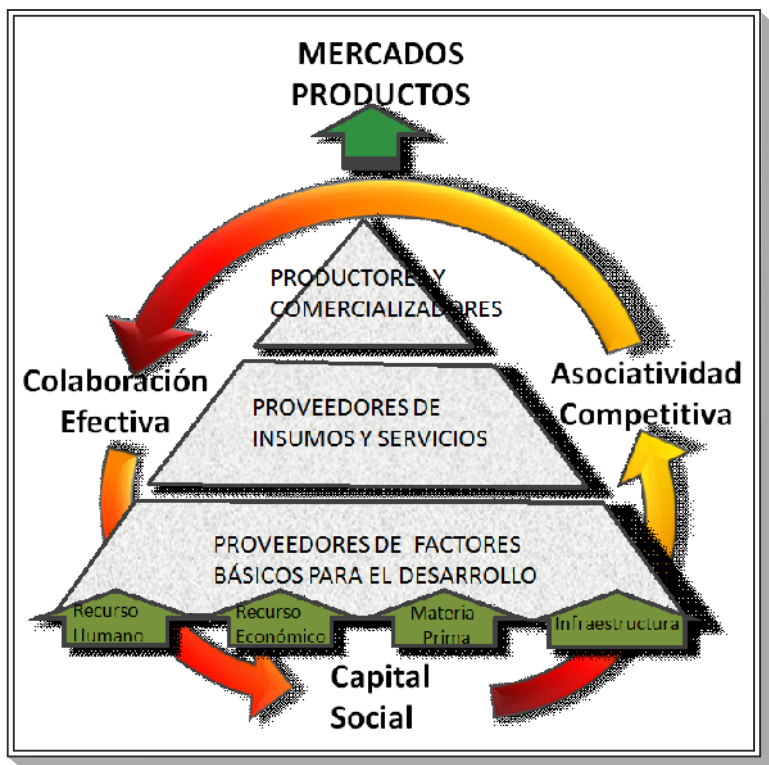 MERCADOS
PRODUCTOS
PRODUCTORES Y
COMERCIALIZADORES
Colaboración
Efectiva
Asociatividad
Competitiva
PROVEEDORES DE
INSUMOS Y SERVICIOS
PROVEEDORES DE FACTORES
BÁSICOS PARA EL DESARROLLO
Recurso
Humano
Recurso
Económico
Materia
Prima
Infraestructura
Capital
Social